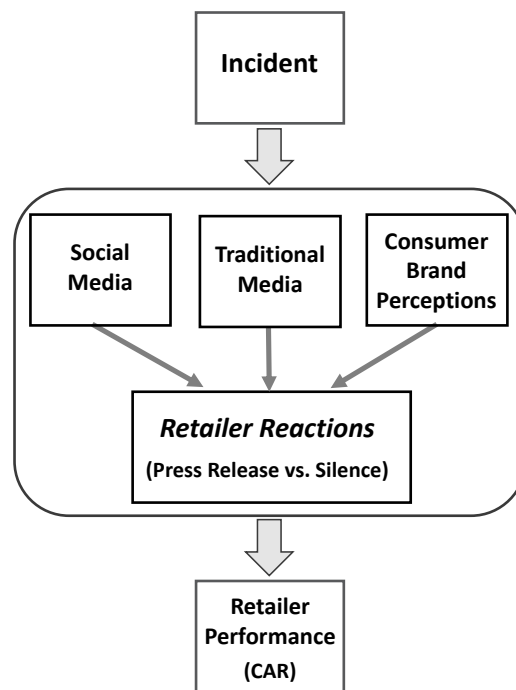 Incident
Social
Media
Traditional
Media
Consumer
Brand
Perceptions
Retailer Reactions
(Press Release vs. Silence)
Retailer
Performance
(CAR)